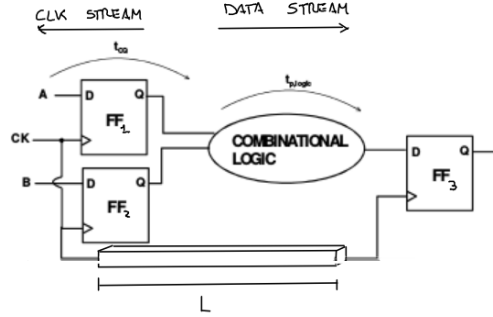 CLK STREAM
DATA STREAM
tCQ
tp,logic
A
D
Q
FF1
CK
COMBINATIONAL
LOGIC
D
Q
FF3
B
D
Q
FF2
L